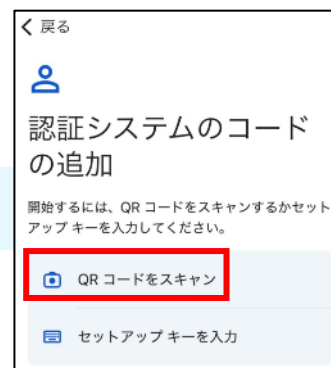 戻る
認証システムのコード
の追加
開始するには、QR コードをスキャンするかセット
アップ キーを入力してください。
QR コードをスキャン
セットアップ キーを入力